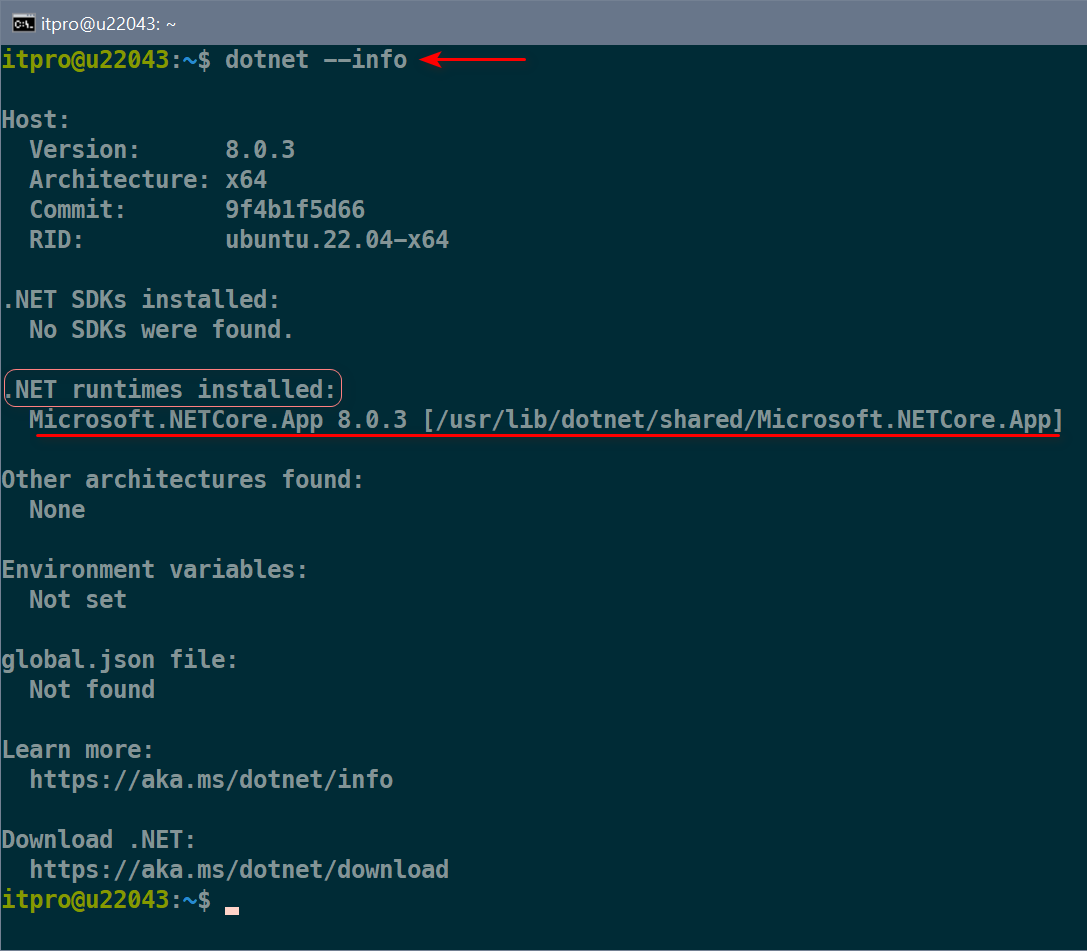 itpro@u22043: ~
itpro@u22043:~$ dotnet --info
Host:
  Version:      8.0.3
  Architecture: x64
  Commit:       9f4b1f5d66
  RID:          ubuntu.22.04-x64
.NET SDKs installed:
  No SDKs were found.
.NET runtimes installed:
  Microsoft.NETCore.App 8.0.3 [/usr/lib/dotnet/shared/Microsoft.NETCore.App]
Other architectures found:
  None
Environment variables:
  Not set
global.json file:
  Not found
Learn more:
  https://aka.ms/dotnet/info
Download .NET:
  https://aka.ms/dotnet/download
itpro@u22043:~$